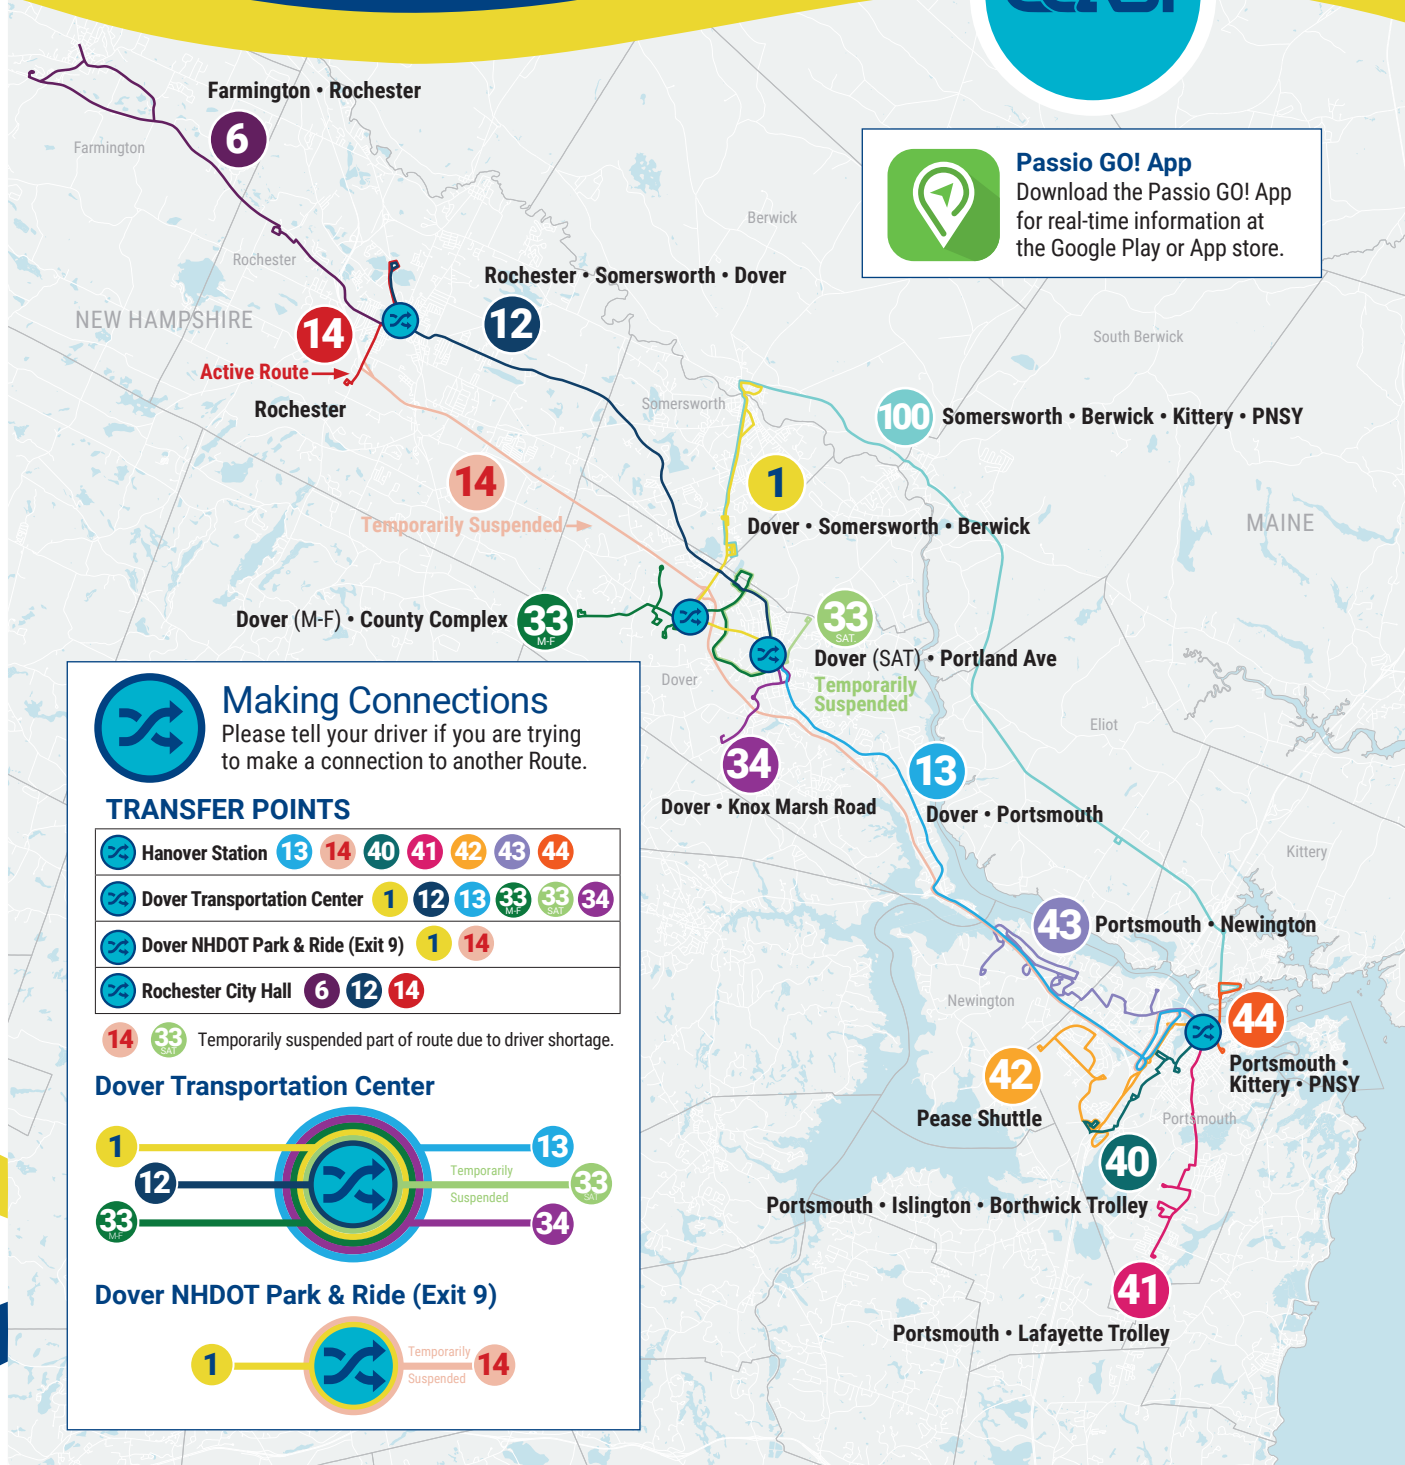 Farmington • Rochester
6
Farmington
Passio GO! App
Download the Passio GO! App
for real-time information at
the Google Play or App store.
Berwick
Rochester
Rochester • Somersworth • Dover
12
NEW HAMPSHIRE
14
Active Route
Rochester
South Berwick
Somersworth
100
Somersworth • Berwick • Kittery • PNSY
14
Temporarily Suspended
1
Dover • Somersworth • Berwick
MAINE
Dover (M-F) • County Complex
33
M-F
33
SAT.
Dover (SAT) • Portland Ave
Temporarily
Suspended
Dover
Eliot
34
Dover • Knox Marsh Road
13
Dover • Portsmouth
Kittery
43
Portsmouth • Newington
Newington
44
Portsmouth •
Kittery • PNSY
42
Pease Shuttle
Portsmouth
40
Portsmouth • Islington • Borthwick Trolley
41
Portsmouth • Lafayette Trolley
Making Connections
Please tell your driver if you are trying
to make a connection to another Route.
TRANSFER POINTS
Hanover Station 13 14 40 41 42 43 44
Dover Transportation Center 1 12 13 33 M-F 33 SAT 34
Dover NHDOT Park & Ride (Exit 9) 1 14
Rochester City Hall 6 12 14
14 33 SAT Temporarily suspended part of route due to driver shortage.
Dover Transportation Center
1
13
12
Temporarily
Suspended
33
SAT
33
M-F
34
Dover NHDOT Park & Ride (Exit 9)
1
Temporarily
Suspended
14